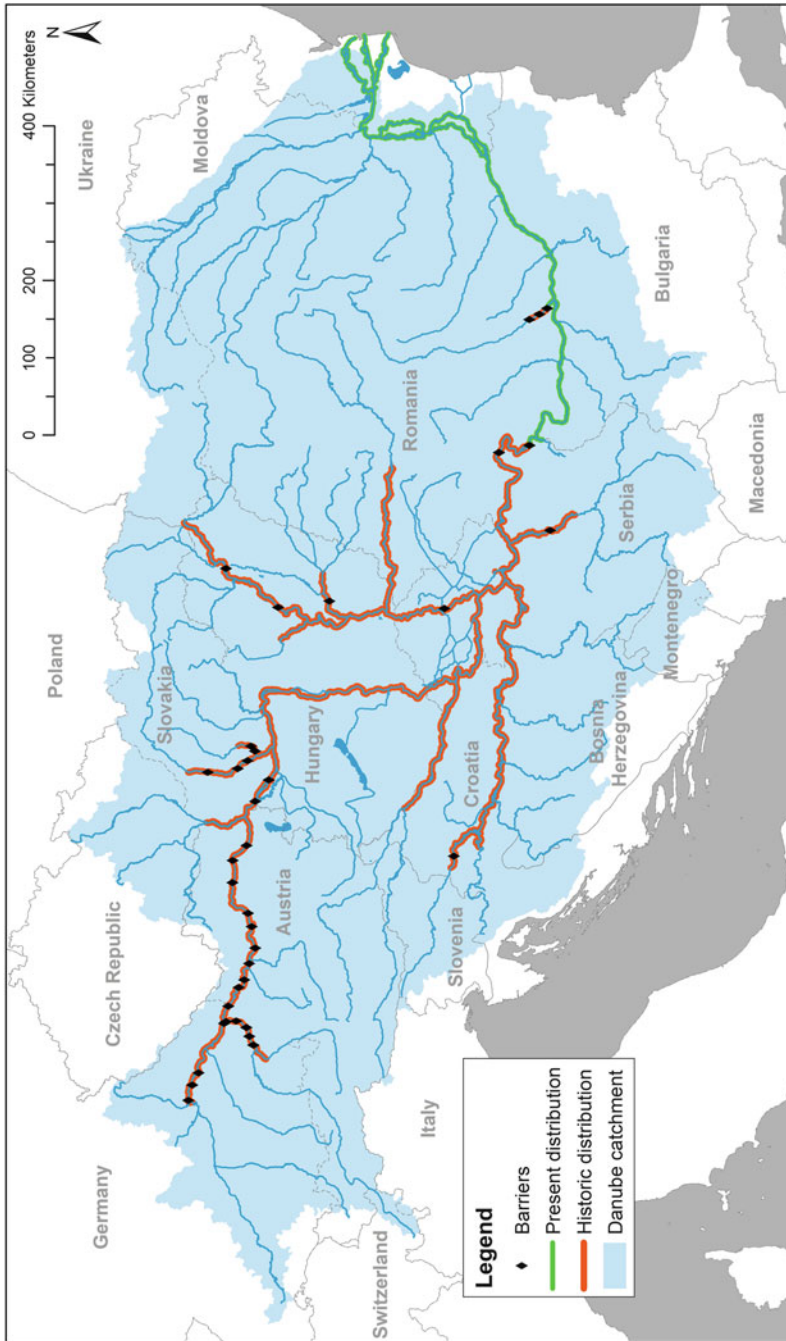 0 100 200 400 Kilometers
N
Ukraine
Moldova
Poland
Czech Republic
Germany
Slovakia
Romania
Hungary
Austria
Switzerland
Italy
Slovenia
Croatia
Bosnia
Herzegovina
Serbia
Montenegro
Macedonia
Bulgaria
Legend
Barriers
Present distribution
Historic distribution
Danube catchment